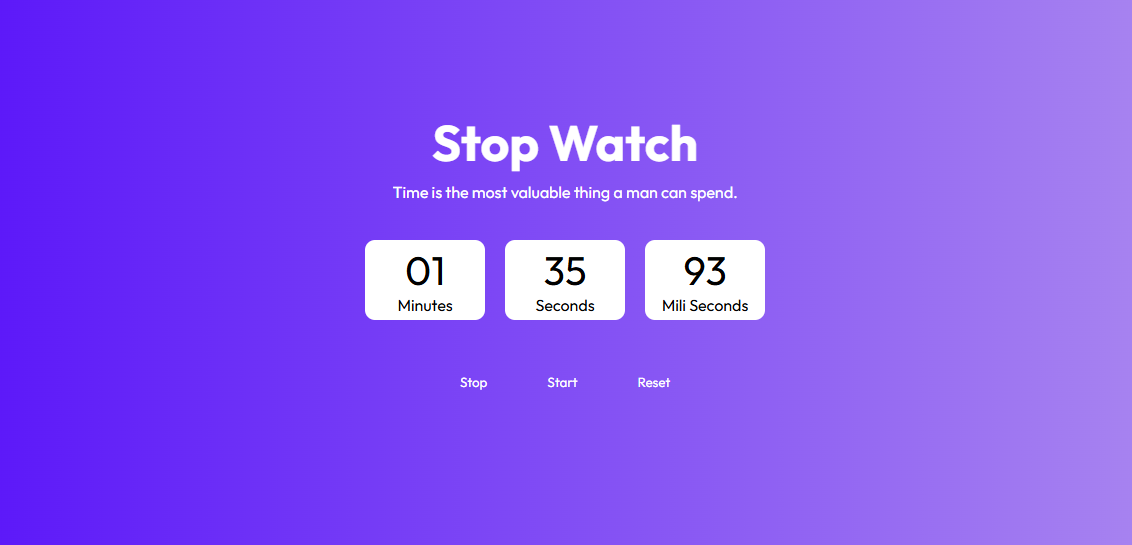 Stop Watch
Time is the most valuable thing a man can spend.
01 35 93
Minutes Seconds Mili Seconds
Stop Start Reset